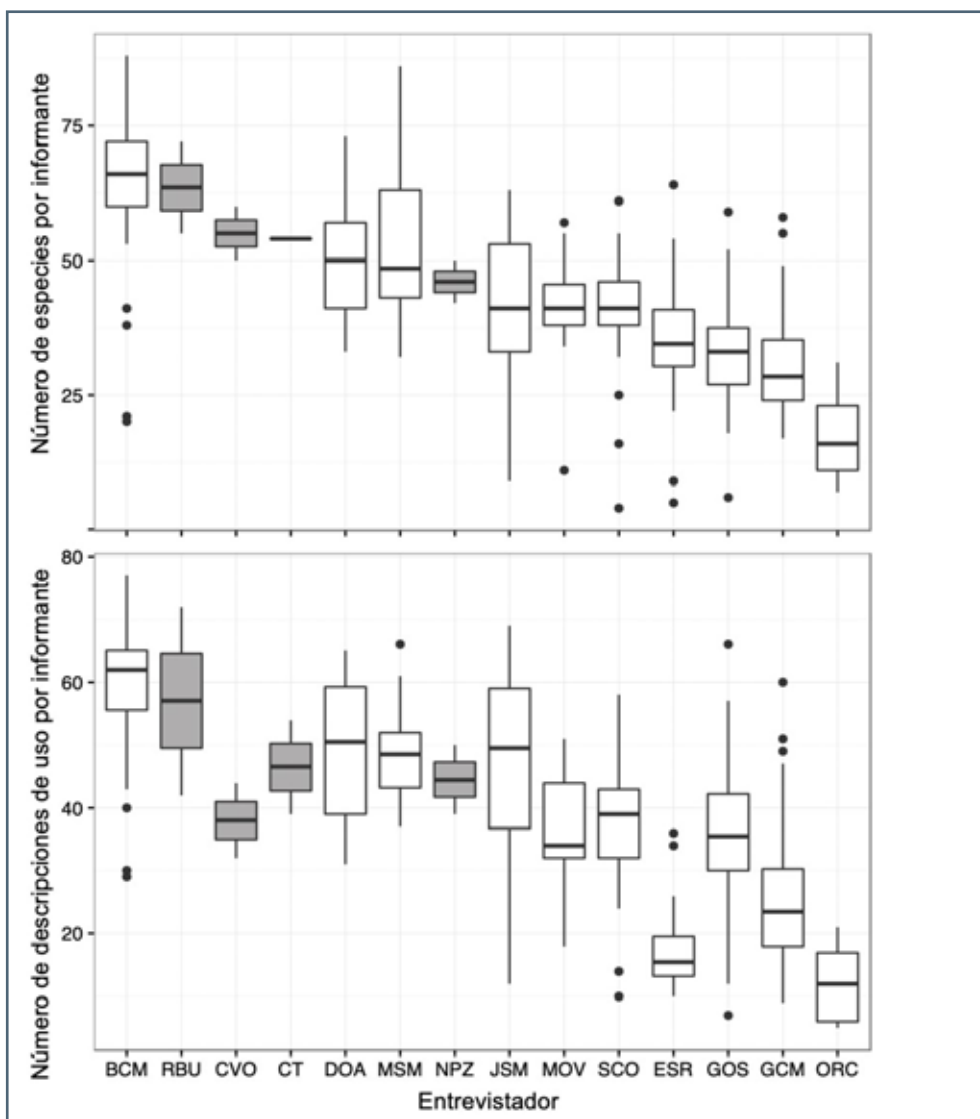 Número de especies por informante
75
50
25
Número de descripciones de uso por informante
80
60
40
20
BCM RBU CVO CT DOA MSM NPZ JSM MOV SCO ESR GOS GCM ORC
Entrevistador